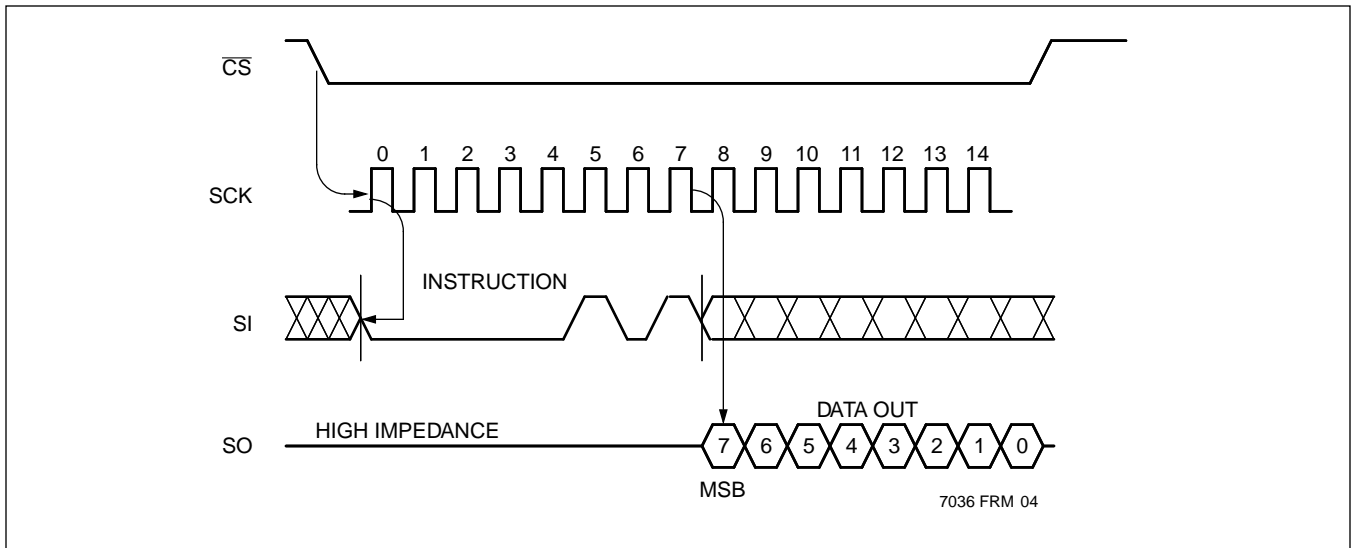 CS
0 1 2 3 4 5 6 7 8 9 10 11 12 13 14
SCK
INSTRUCTION
SI
DATA OUT
HIGH IMPEDANCE
SO
7 6 5 4 3 2 1 0
MSB
7036 FRM 04